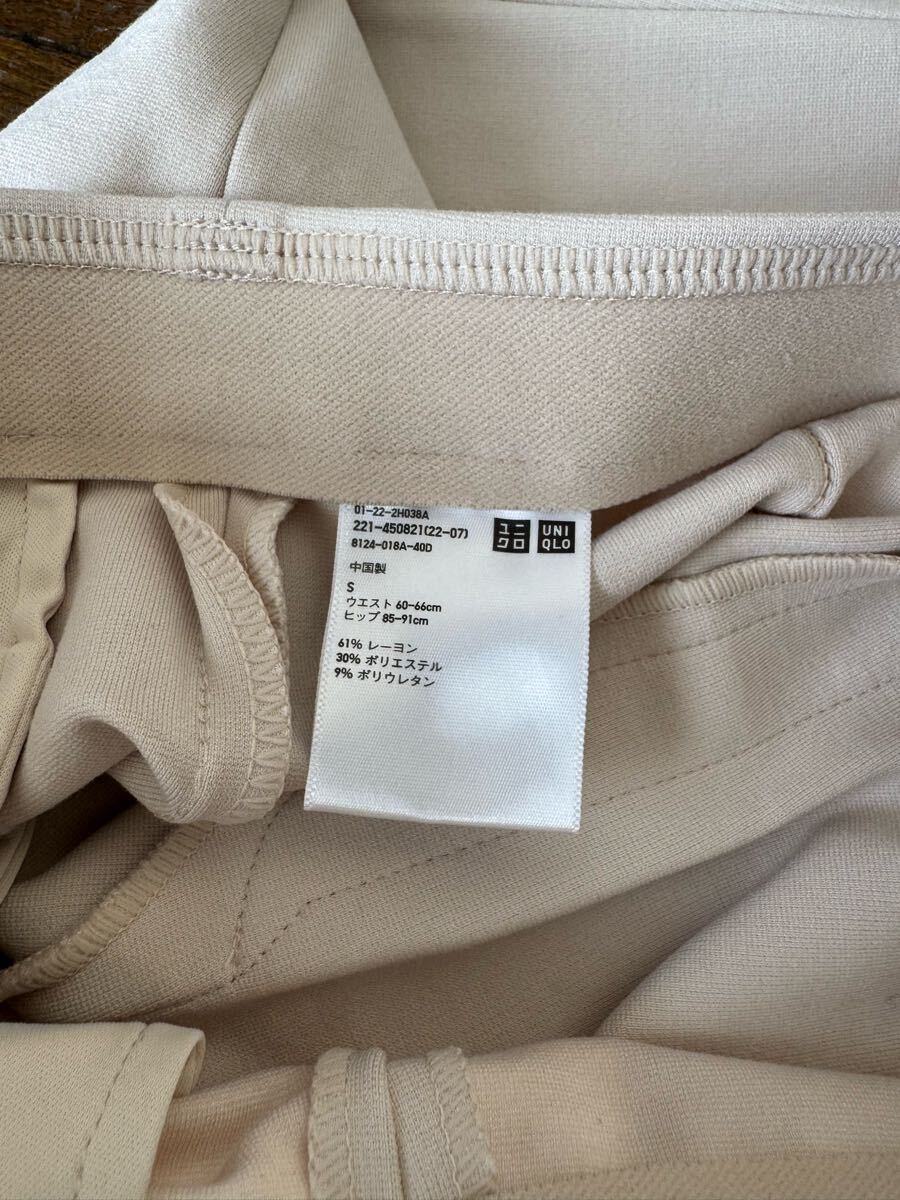 01-22-2H038A
221-450821(22-07)
8124-018A-40D
ユニ
クロ
UNI
QLO
中国製
S
ウエスト 60-66cm
ヒップ 85-91cm
61% レーヨン
30% ポリエステル
9% ポリウレタン